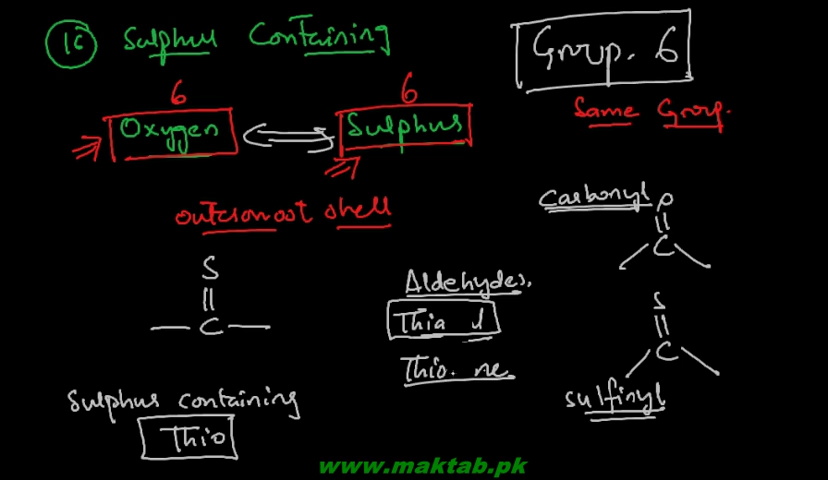 16 Sulphur Containing
Group. 6
6 6
Oxygen Sulphur
Same Group.
outermost shell
Carbonyl
O
C
S
C
Aldehydes.
Thia l
Thio. ne
S
C
sulfinyl
Sulphur containing
Thio
www.maktab.pk